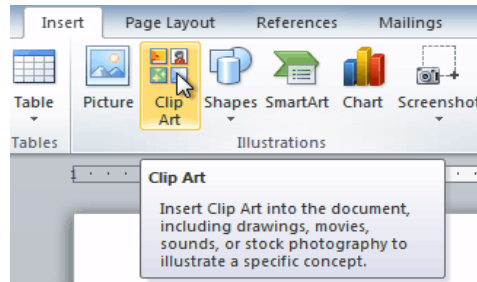 Insert Page Layout References Mailings
Table Picture Clip Art Shapes SmartArt Chart Screenshot
Tables Illustrations
1
Clip Art
Insert Clip Art into the document,
including drawings, movies,
sounds, or stock photography to
illustrate a specific concept.